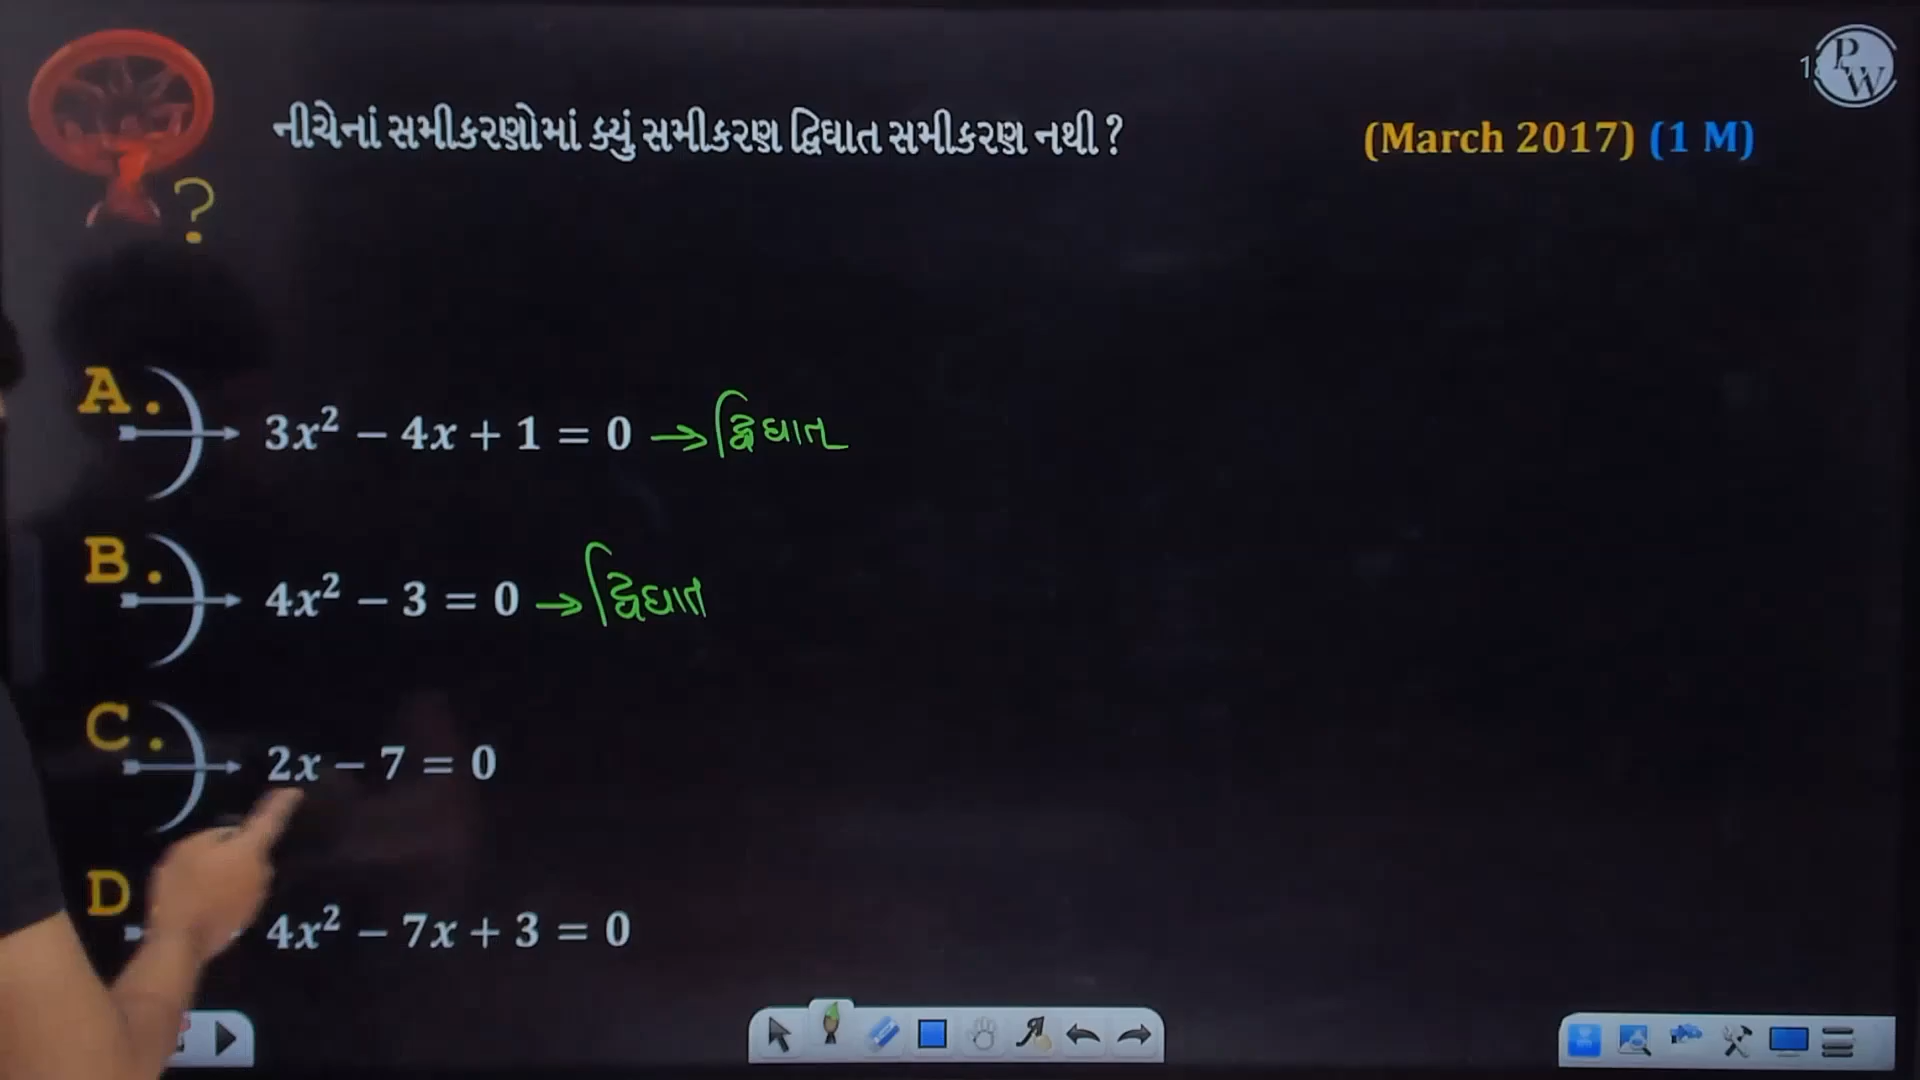 નીચેનાં સમીકરણોમાં ક્યું સમીકરણ દ્વિઘાત સમીકરણ નથી ? (March 2017) (1 M)
PW
?
A. 3x² − 4x + 1 = 0 → દ્વિઘાત
B. 4x² − 3 = 0 → દ્વિઘાત
C. 2x − 7 = 0
D 4x² − 7x + 3 = 0